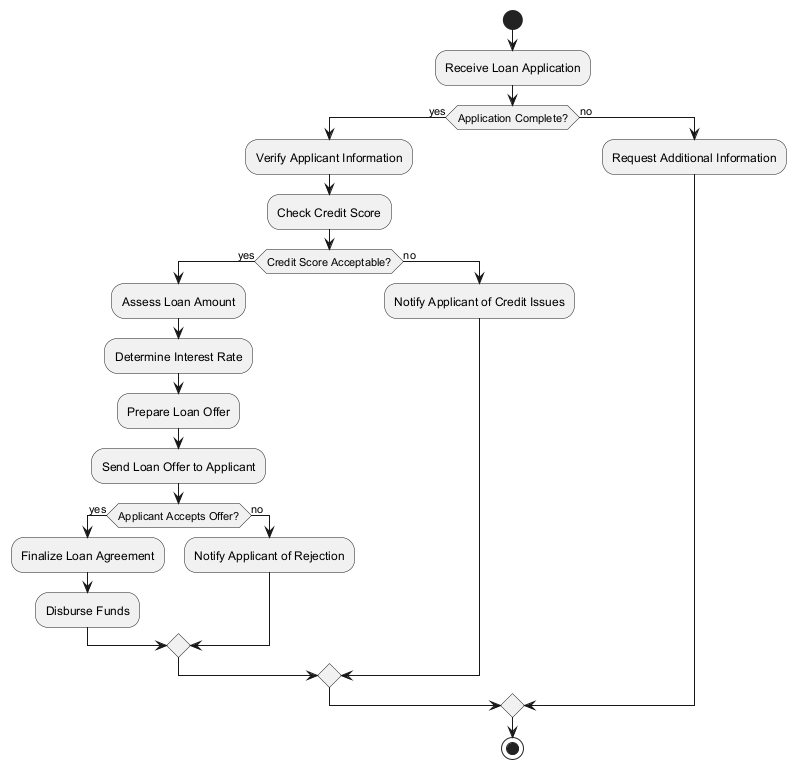 Receive Loan Application
yes
Application Complete?
no
Verify Applicant Information
Request Additional Information
Check Credit Score
yes
Credit Score Acceptable?
no
Assess Loan Amount
Notify Applicant of Credit Issues
Determine Interest Rate
Prepare Loan Offer
Send Loan Offer to Applicant
yes
Applicant Accepts Offer?
no
Finalize Loan Agreement
Notify Applicant of Rejection
Disburse Funds